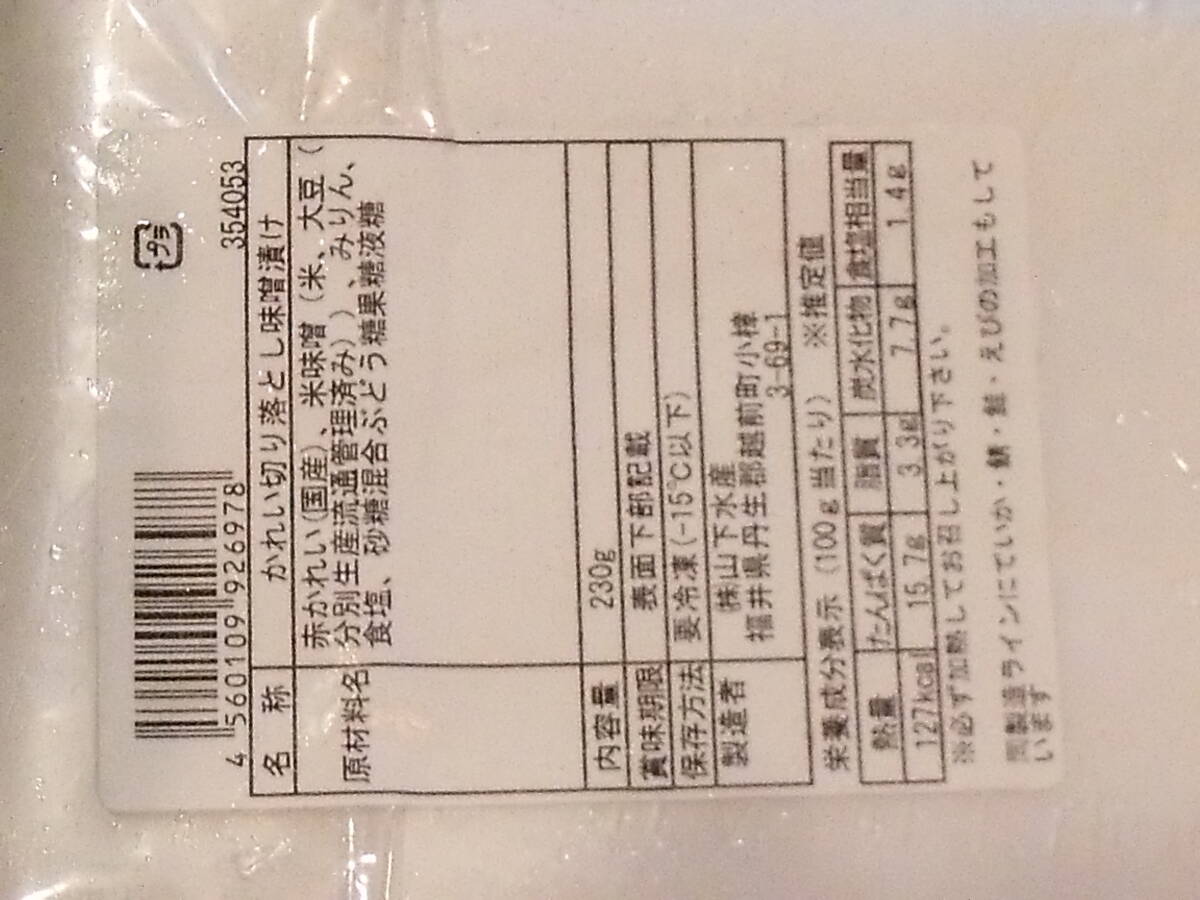 プラ
354053
4 560109 926978
名 称 かれい切り落とし味噌漬け
原材料名 赤かれい(国産)、米味噌(米、大豆(
分別生産流通管理済み))、みりん、
食塩、砂糖混合ぶどう糖果糖液糖
内容量 230g
賞味期限 表面下部記載
保存方法 要冷凍(-15℃以下)
製造者 ㈱山下水産
福井県丹生郡越前町小樟
3-69-1
栄養成分表示(100g当たり) ※推定値
熱量 たんぱく質 脂質 炭水化物 食塩相当量
127kcal 15.7g 3.3g 7.7g 1.4g
※必ず加熱してお召し上がり下さい。
同製造ラインにていか・鯖・鮭・えびの加工もして
います